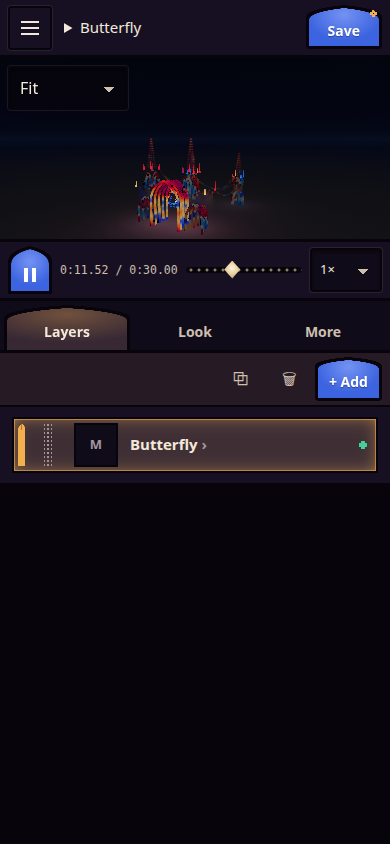 Butterfly
Save
Fit
0:11.52 / 0:30.00
1×
Layers
Look
More
+ Add
M
Butterfly ›